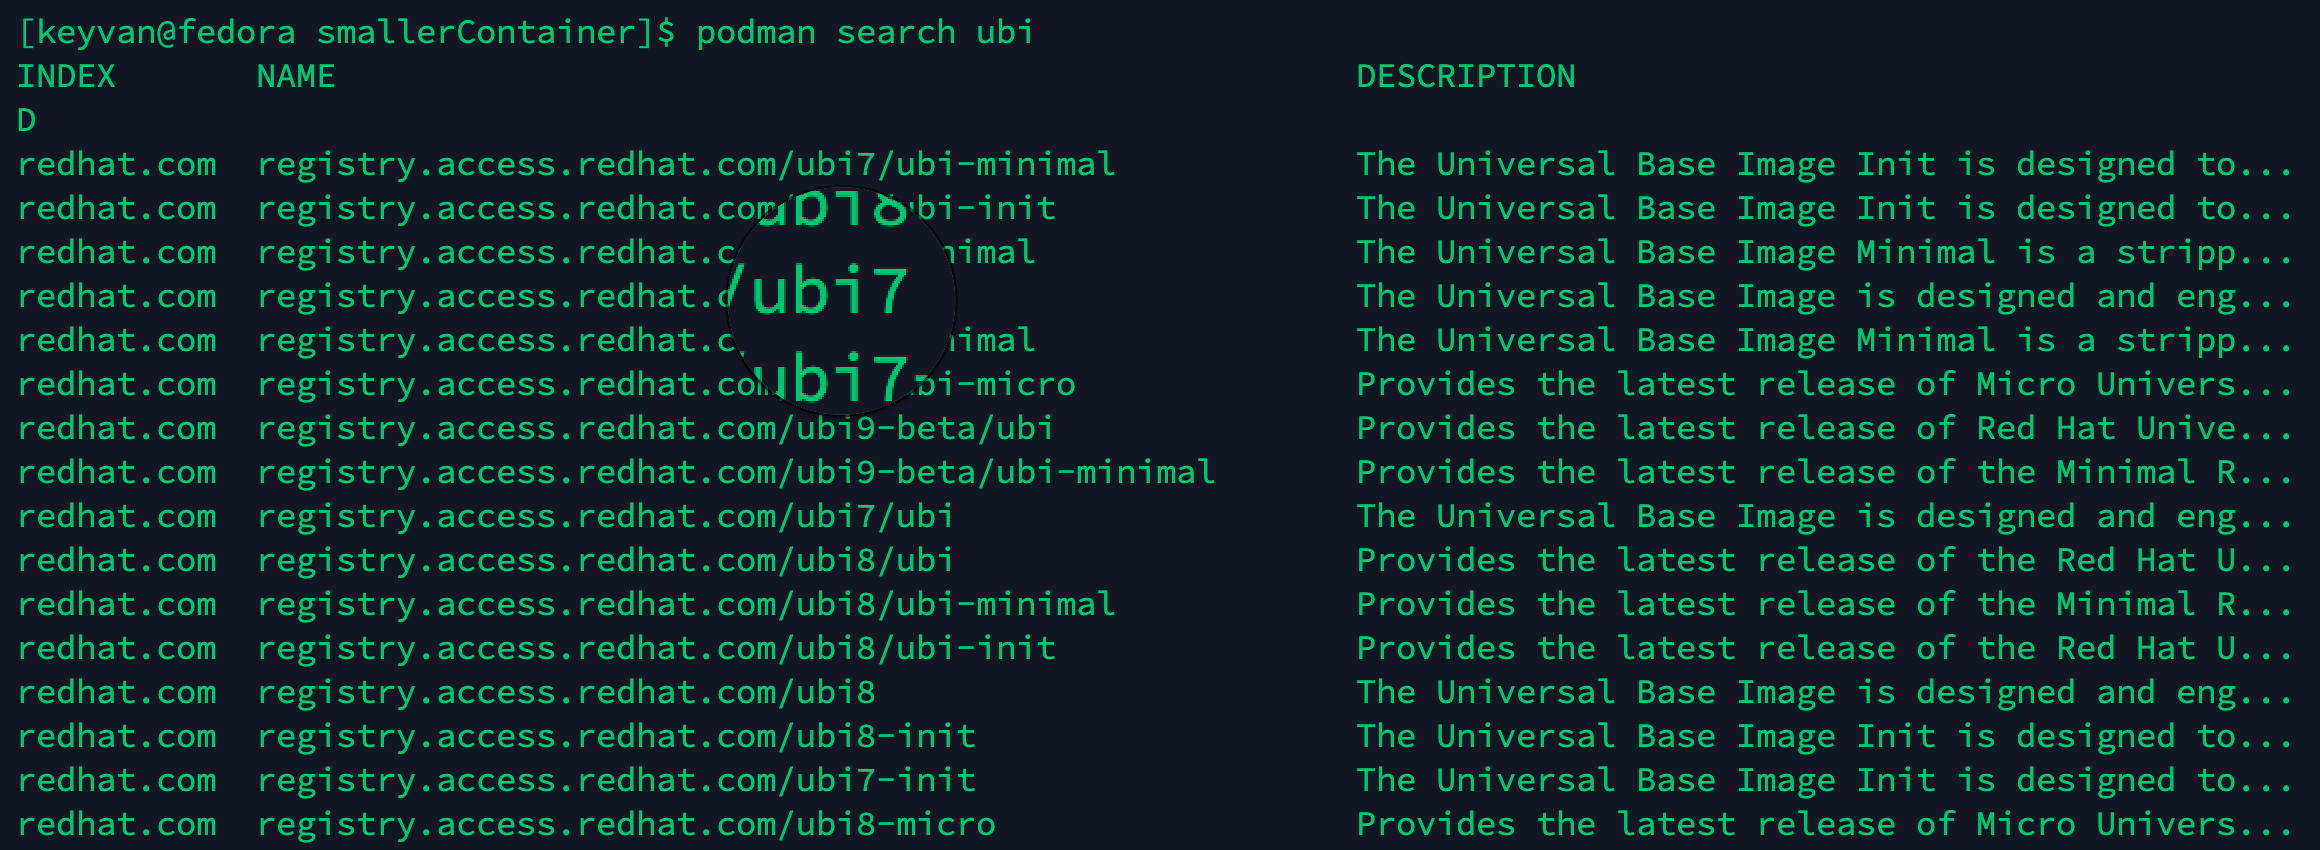 [keyvan@fedora smallerContainer]$ podman search ubi
INDEX NAME DESCRIPTION
D
redhat.com registry.access.redhat.com/ubi7/ubi-minimal The Universal Base Image Init is designed to...
redhat.com registry.access.redhat.com ubi-init The Universal Base Image Init is designed to...
redhat.com registry.access.redhat.com/ubi8-minimal The Universal Base Image Minimal is a stripp...
redhat.com registry.access.redhat.com/ubi7 The Universal Base Image is designed and eng...
redhat.com registry.access.redhat.com/ubi7-minimal The Universal Base Image Minimal is a stripp...
redhat.com registry.access.redhat.com ubi-micro Provides the latest release of Micro Univers...
redhat.com registry.access.redhat.com/ubi9-beta/ubi Provides the latest release of Red Hat Unive...
redhat.com registry.access.redhat.com/ubi9-beta/ubi-minimal Provides the latest release of the Minimal R...
redhat.com registry.access.redhat.com/ubi7/ubi The Universal Base Image is designed and eng...
redhat.com registry.access.redhat.com/ubi8/ubi Provides the latest release of the Red Hat U...
redhat.com registry.access.redhat.com/ubi8/ubi-minimal Provides the latest release of the Minimal R...
redhat.com registry.access.redhat.com/ubi8/ubi-init Provides the latest release of the Red Hat U...
redhat.com registry.access.redhat.com/ubi8 The Universal Base Image is designed and eng...
redhat.com registry.access.redhat.com/ubi8-init The Universal Base Image Init is designed to...
redhat.com registry.access.redhat.com/ubi7-init The Universal Base Image Init is designed to...
redhat.com registry.access.redhat.com/ubi8-micro Provides the latest release of Micro Univers...